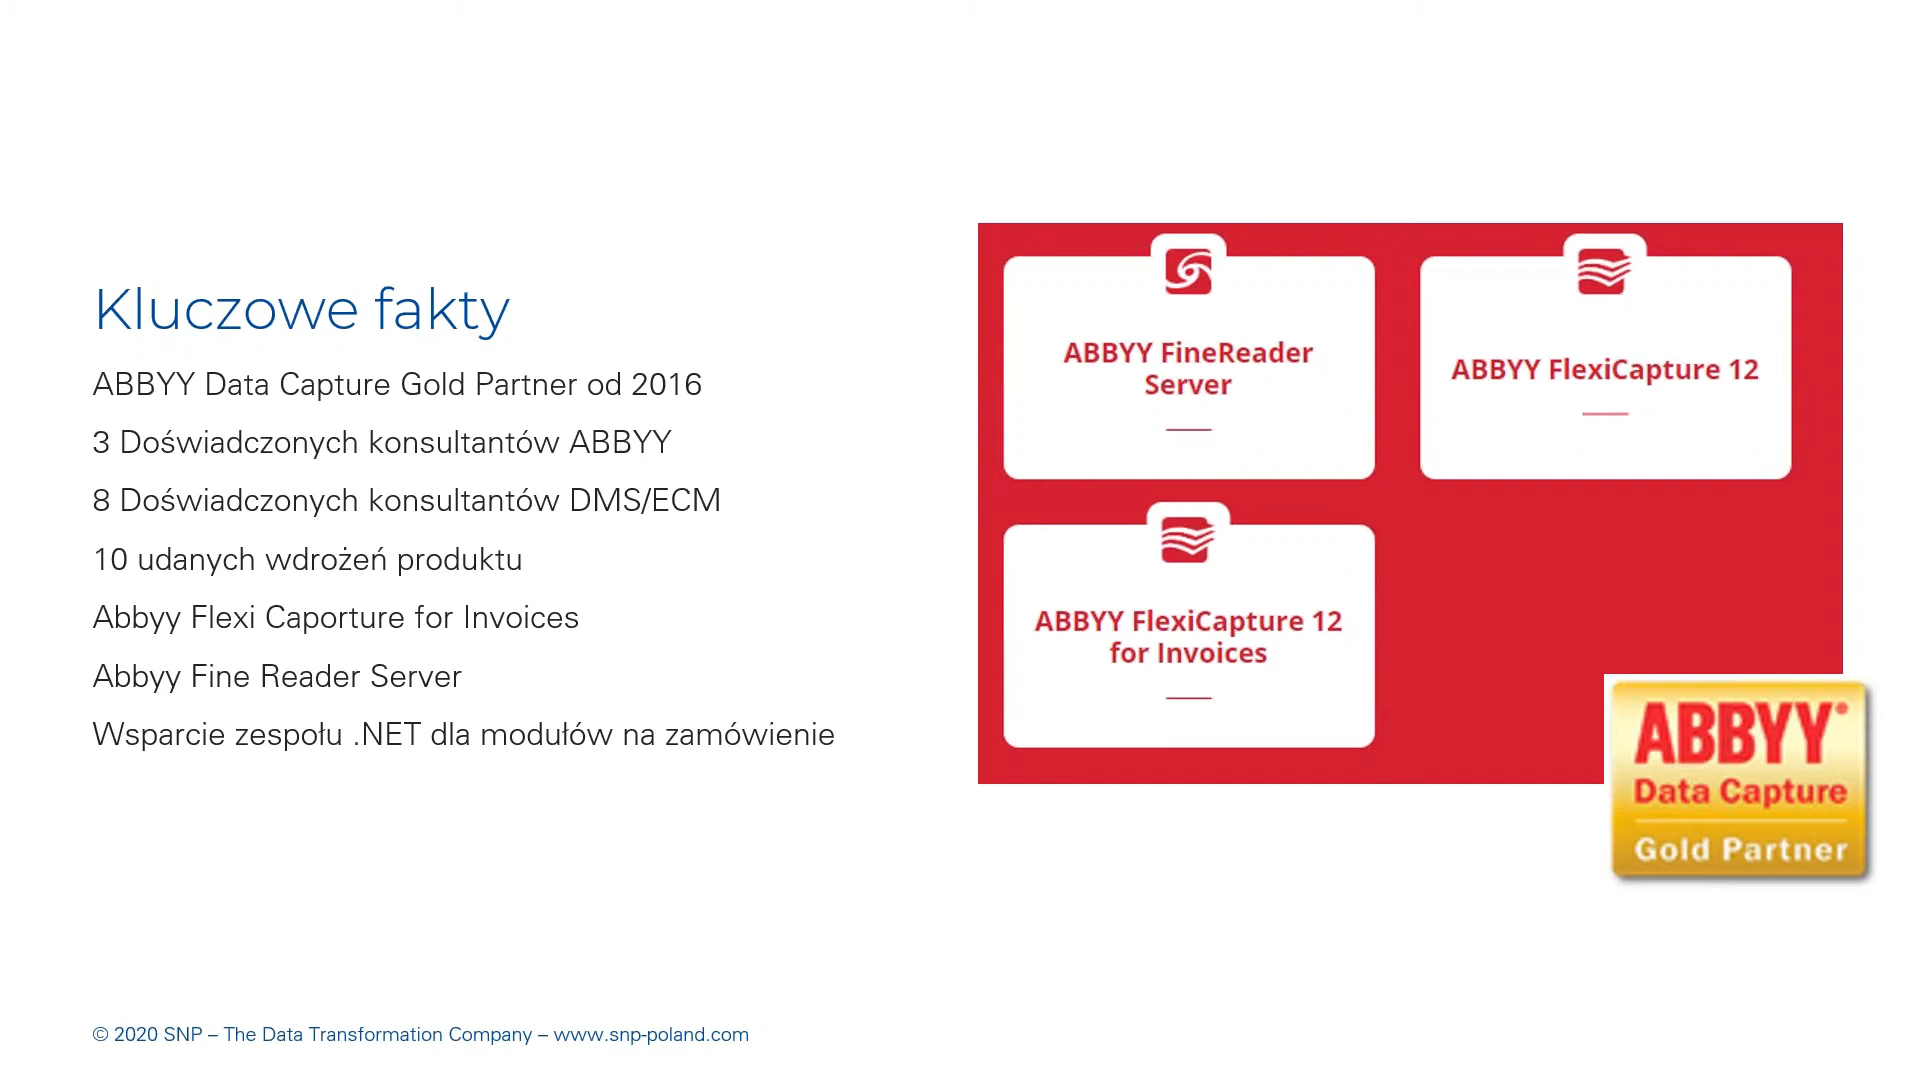 Kluczowe fakty
ABBYY Data Capture Gold Partner od 2016
3 Doświadczonych konsultantów ABBYY
8 Doświadczonych konsultantów DMS/ECM
10 udanych wdrożeń produktu
Abbyy Flexi Caporture for Invoices
Abbyy Fine Reader Server
Wsparcie zespołu .NET dla modułów na zamówienie
ABBYY FineReader
Server
ABBYY FlexiCapture 12
ABBYY FlexiCapture 12
for Invoices
ABBYY®
Data Capture
Gold Partner
© 2020 SNP – The Data Transformation Company – www.snp-poland.com